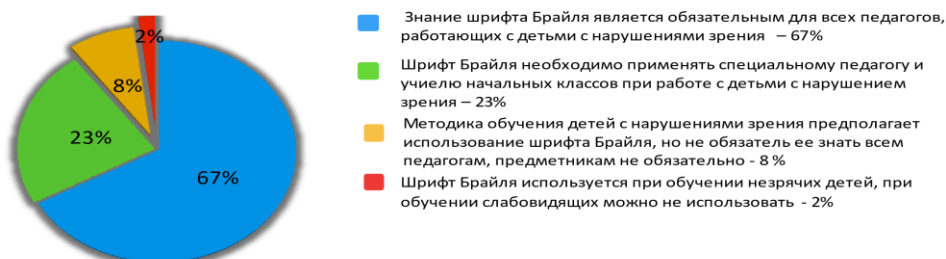 2%
8%
23%
67%
Знание шрифта Брайля является обязательным для всех педагогов,
работающих с детьми с нарушениями зрения – 67%
Шрифт Брайля необходимо применять специальному педагогу и
учиелю начальных классов при работе с детьми с нарушением
зрения – 23%
Методика обучения детей с нарушениями зрения предполагает
использование шрифта Брайля, но не обязатель ее знать всем
педагогам, предметникам не обязательно - 8 %
Шрифт Брайля используется при обучении незрячих детей, при
обучении слабовидящих можно не использовать - 2%